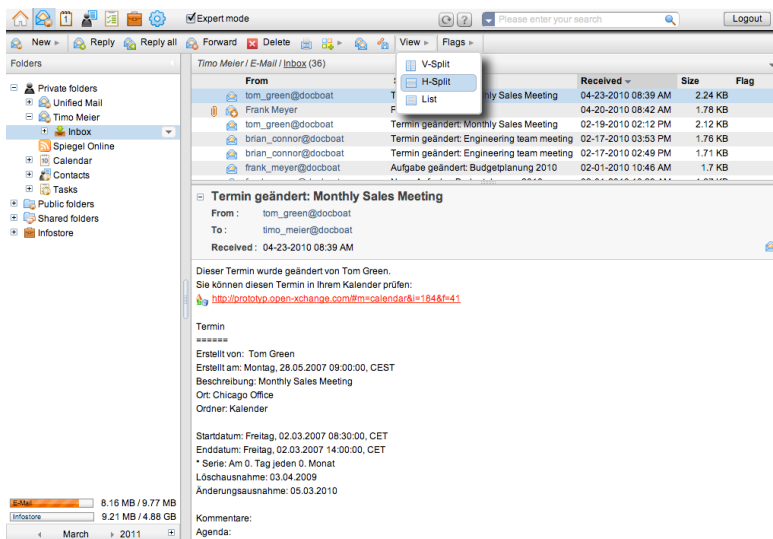 Expert mode
Please enter your search
Logout
New Reply Reply all Forward Delete View Flags
Folders
Timo Meier / E-Mail / Inbox (36)
V-Split
H-Split
List
From Received Size Flag
tom_green@docboat T hly Sales Meeting 04-23-2010 08:39 AM 2.24 KB
Frank Meyer F 04-20-2010 08:42 AM 1.78 KB
tom_green@docboat Termin geändert: Monthly Sales Meeting 02-19-2010 02:12 PM 2.12 KB
brian_connor@docboat Termin geändert: Engineering team meeting 02-17-2010 03:53 PM 1.76 KB
brian_connor@docboat Termin geändert: Engineering team meeting 02-17-2010 02:49 PM 1.71 KB
frank_meyer@docboat Aufgabe geändert: Budgetplanung 2010 02-01-2010 10:46 AM 1.7 KB
Private folders
Unified Mail
Timo Meier
Inbox
Spiegel Online
10 Calendar
Contacts
Tasks
Public folders
Shared folders
Infostore
Termin geändert: Monthly Sales Meeting
From : tom_green@docboat
To : timo_meier@docboat
Received : 04-23-2010 08:39 AM
Dieser Termin wurde geändert von Tom Green.
Sie können diesen Termin in Ihrem Kalender prüfen:
http://prototyp.open-xchange.com/#m=calendar&i=184&f=41
Termin
======
Erstellt von: Tom Green
Erstellt am: Montag, 28.05.2007 09:00:00, CEST
Beschreibung: Monthly Sales Meeting
Ort: Chicago Office
Ordner: Kalender
Startdatum: Freitag, 02.03.2007 08:30:00, CET
Enddatum: Freitag, 02.03.2007 14:00:00, CET
* Serie: Am 0. Tag jeden 0. Monat
Löschausnahme: 03.04.2009
Änderungsausnahme: 05.03.2010
Kommentare:
Agenda:
E-Mail 8.16 MB / 9.77 MB
Infostore 9.21 MB / 4.88 GB
March 2011